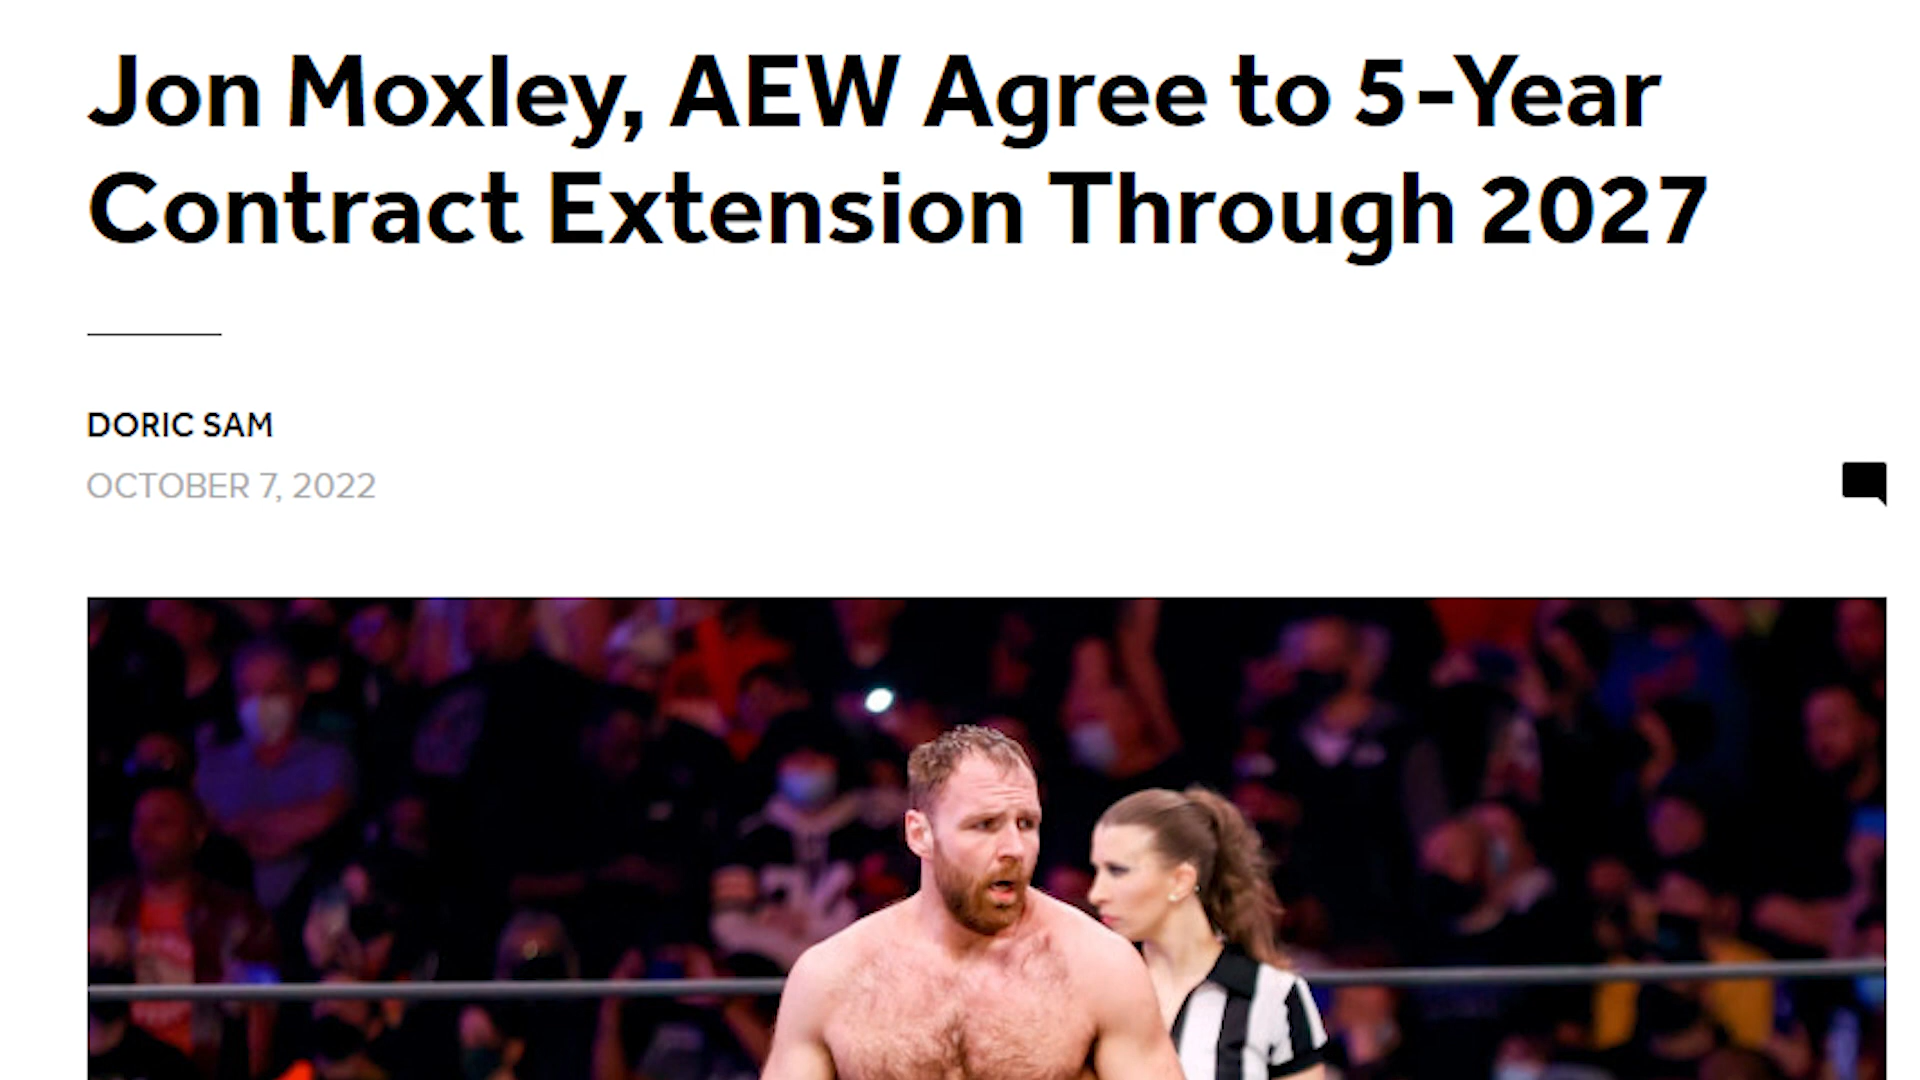 Jon Moxley, AEW Agree to 5-Year
Contract Extension Through 2027
DORIC SAM
OCTOBER 7, 2022